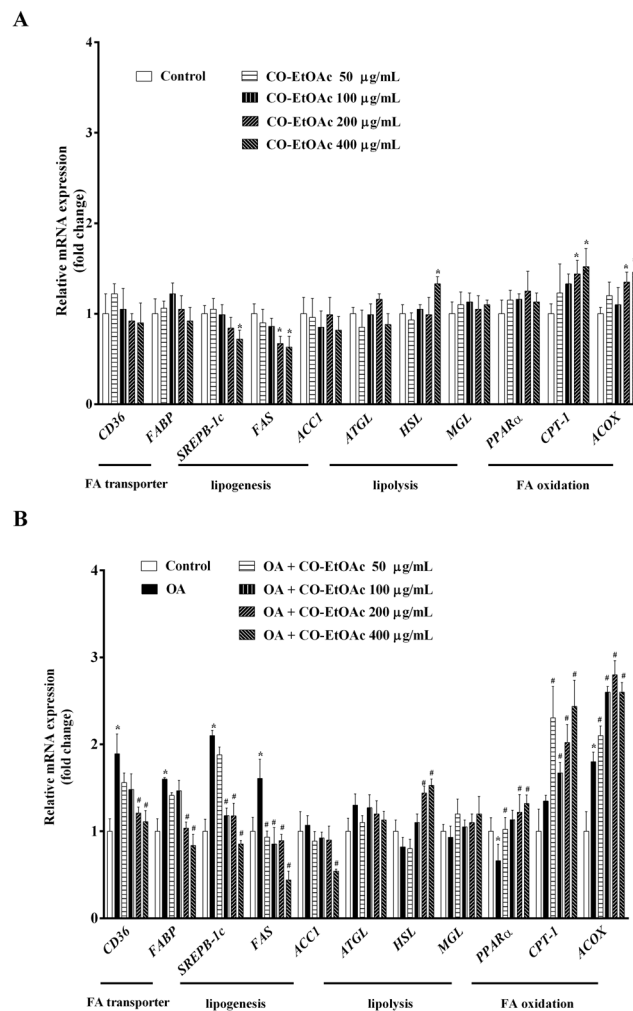 A
Relative mRNA expression
(fold change)
4
3
2
1
0
Control
CO-EtOAc 50 μg/mL
CO-EtOAc 100 μg/mL
CO-EtOAc 200 μg/mL
CO-EtOAc 400 μg/mL
* * * * * * *
CD36 FABP SREPB-1c FAS ACC1 ATGL HSL MGL PPARα CPT-1 ACOX
FA transporter lipogenesis lipolysis FA oxidation
B
Relative mRNA expression
(fold change)
4
3
2
1
0
Control
OA
OA + CO-EtOAc 50 μg/mL
OA + CO-EtOAc 100 μg/mL
OA + CO-EtOAc 200 μg/mL
OA + CO-EtOAc 400 μg/mL
* # # * # # * # # # * # # # # # # # * # # # # # # # * # # # #
CD36 FABP SREPB-1c FAS ACC1 ATGL HSL MGL PPARα CPT-1 ACOX
FA transporter lipogenesis lipolysis FA oxidation